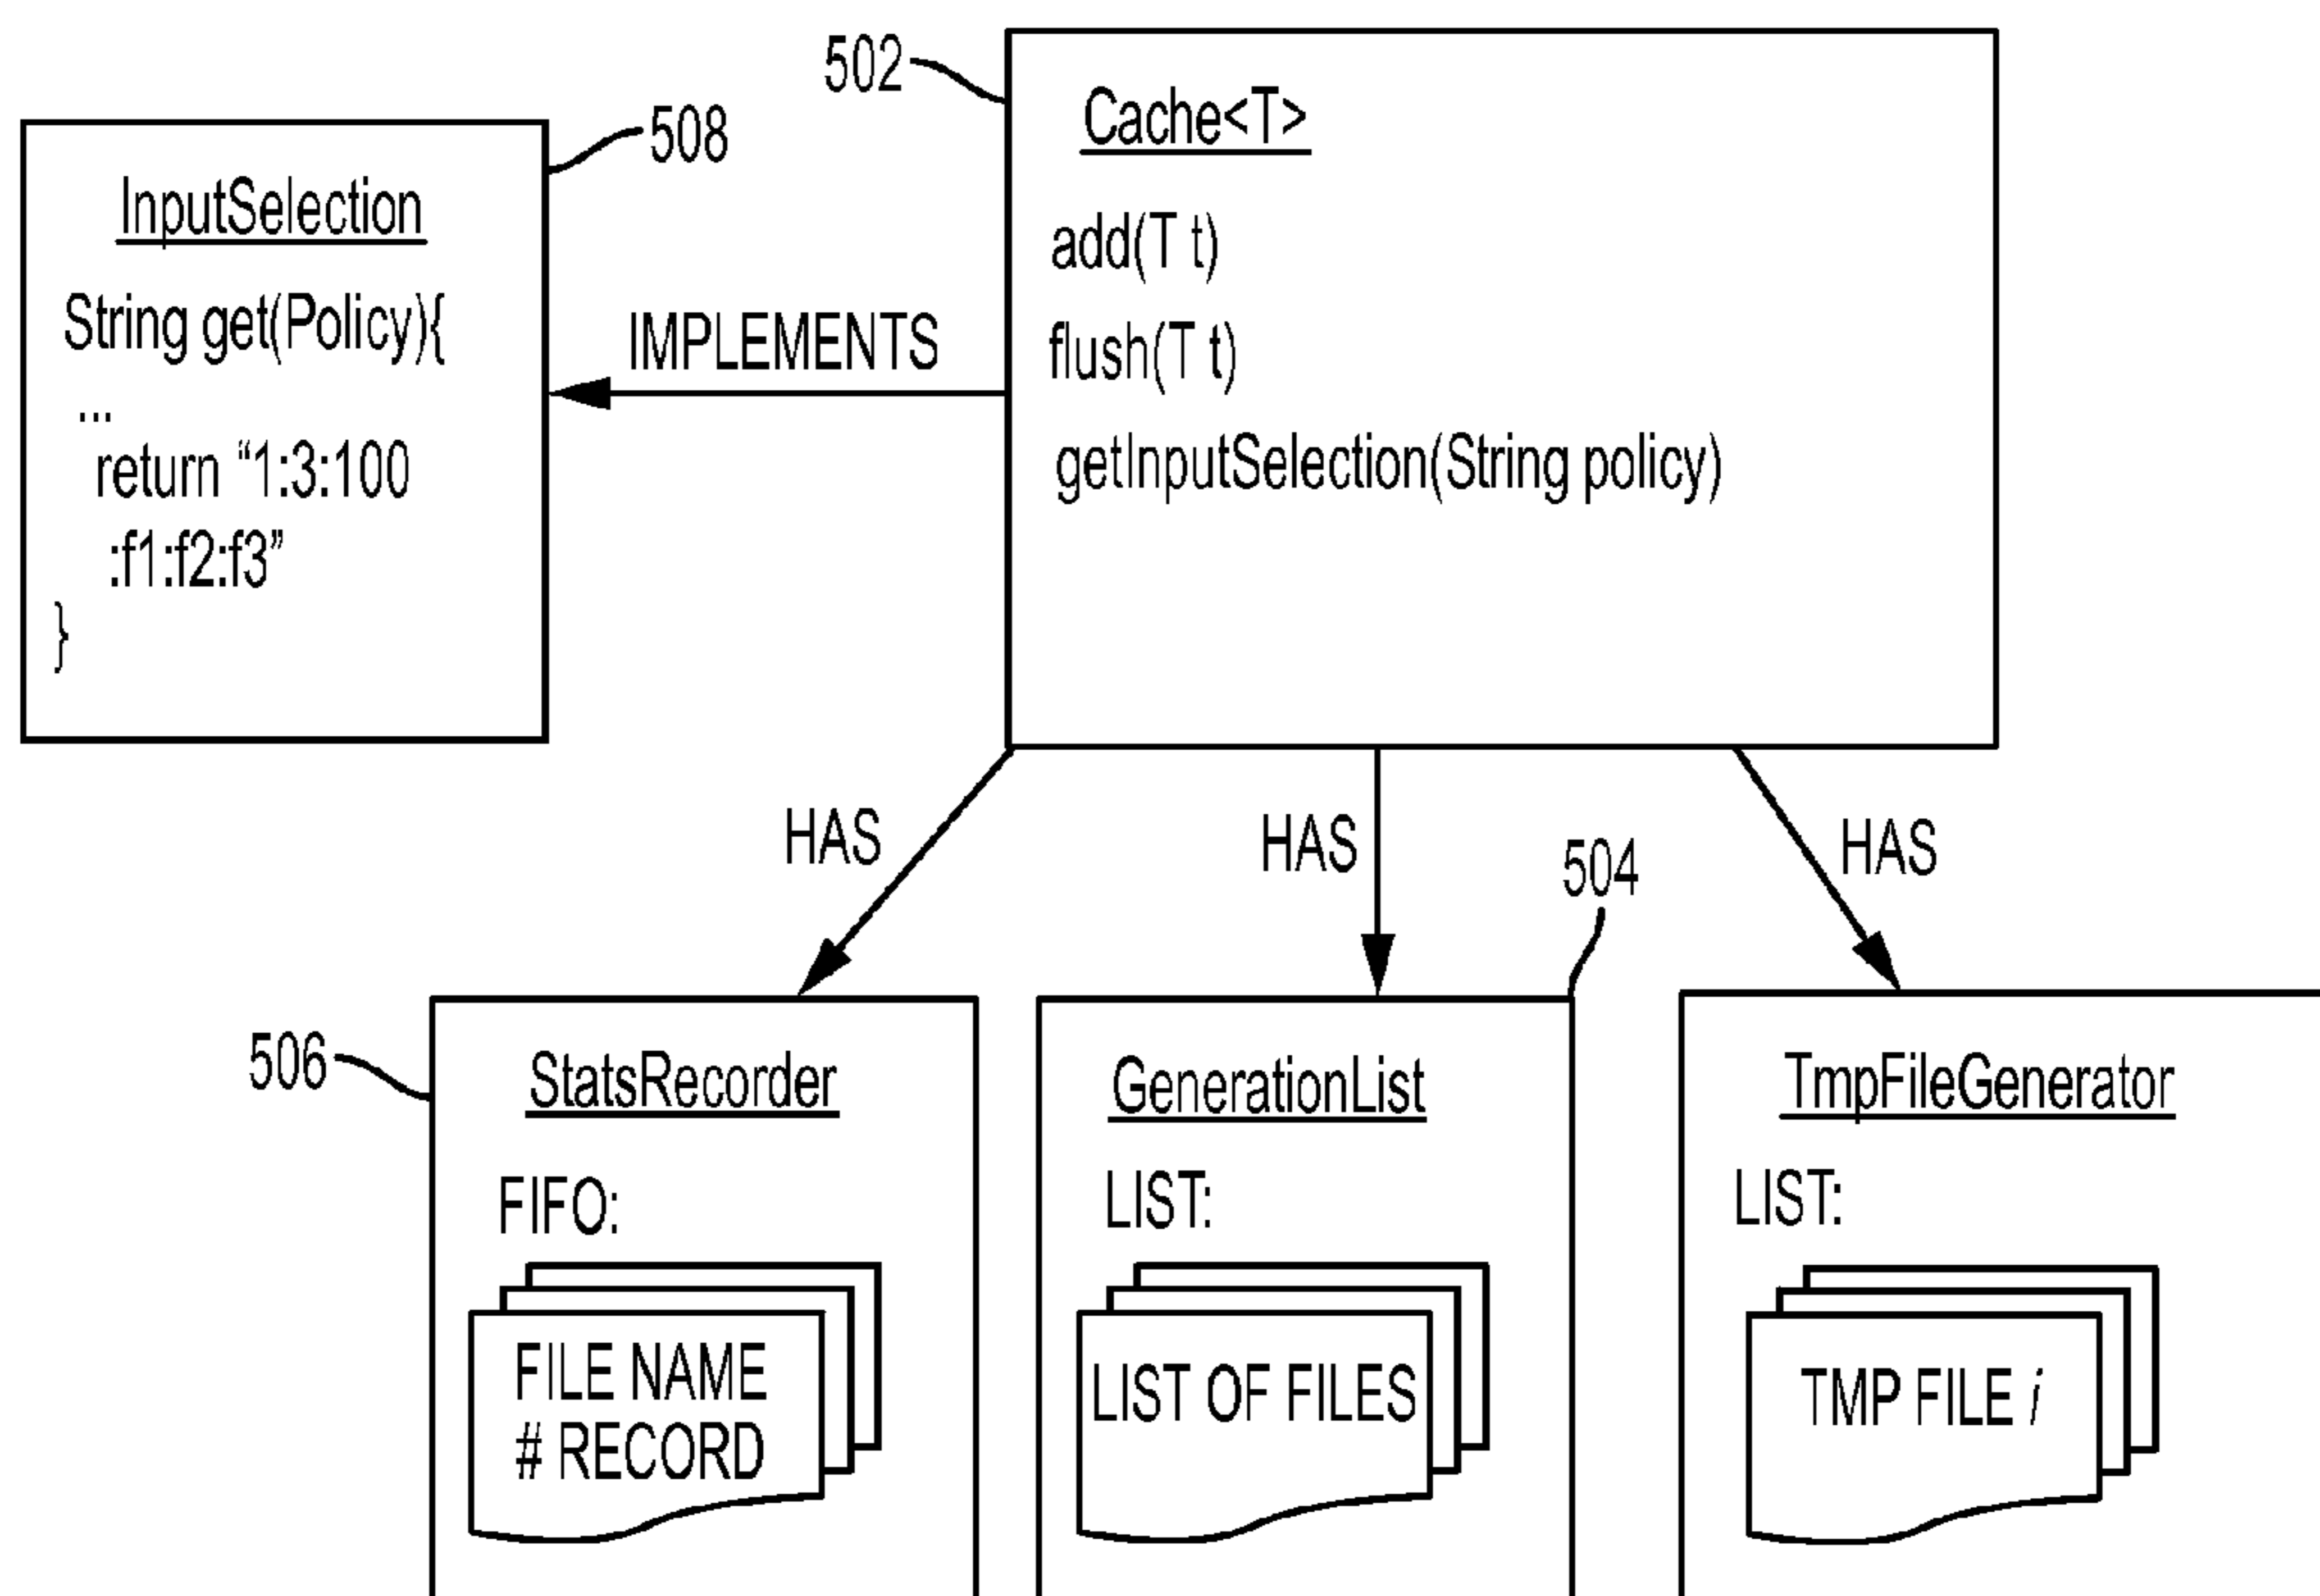 502
Cache<T>
add(T t)
flush(T t)
getInputSelection(String policy)
508
InputSelection
String get(Policy){
...
return “1:3:100
:f1:f2:f3”
}
IMPLEMENTS
HAS
HAS
HAS
504
506
StatsRecorder
FIFO:
FILE NAME
# RECORD
GenerationList
LIST:
LIST OF FILES
TmpFileGenerator
LIST:
TMP FILE i